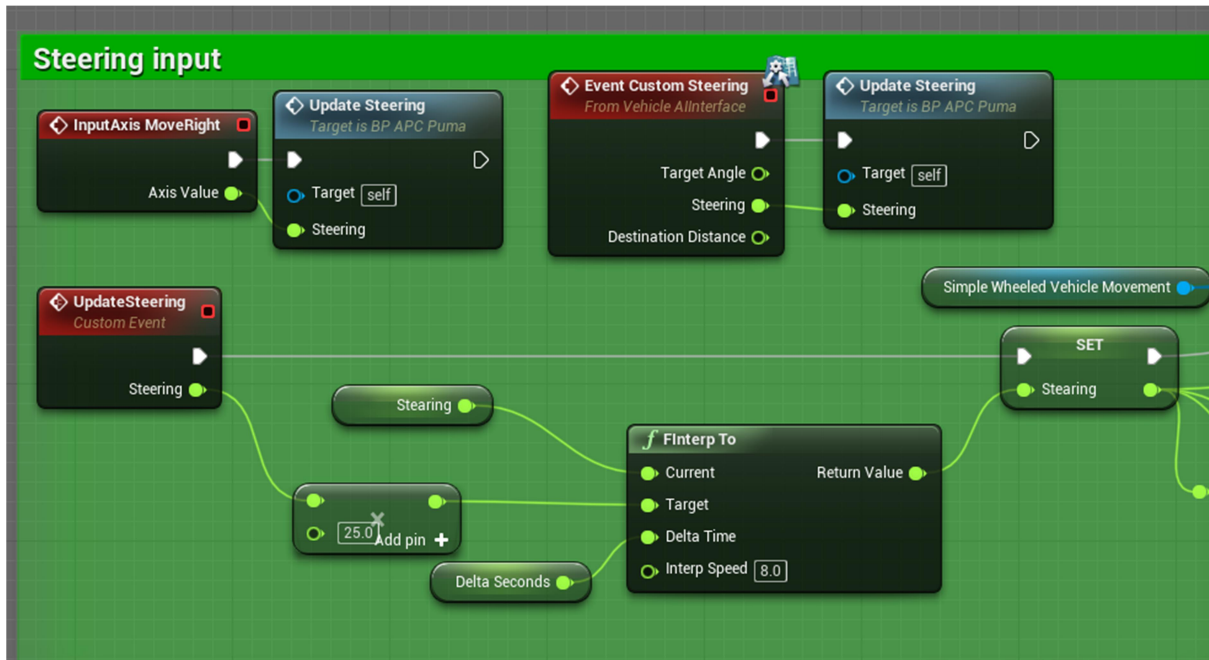 Steering input
InputAxis MoveRight
Axis Value
Update Steering
Target is BP APC Puma
Target self
Steering
Event Custom Steering
From Vehicle AIInterface
Target Angle
Steering
Destination Distance
Update Steering
Target is BP APC Puma
Target self
Steering
Simple Wheeled Vehicle Movement
UpdateSteering
Custom Event
Steering
SET
Stearing
Stearing
25.0
Add pin +
Delta Seconds
f FInterp To
Current Return Value
Target
Delta Time
Interp Speed 8.0